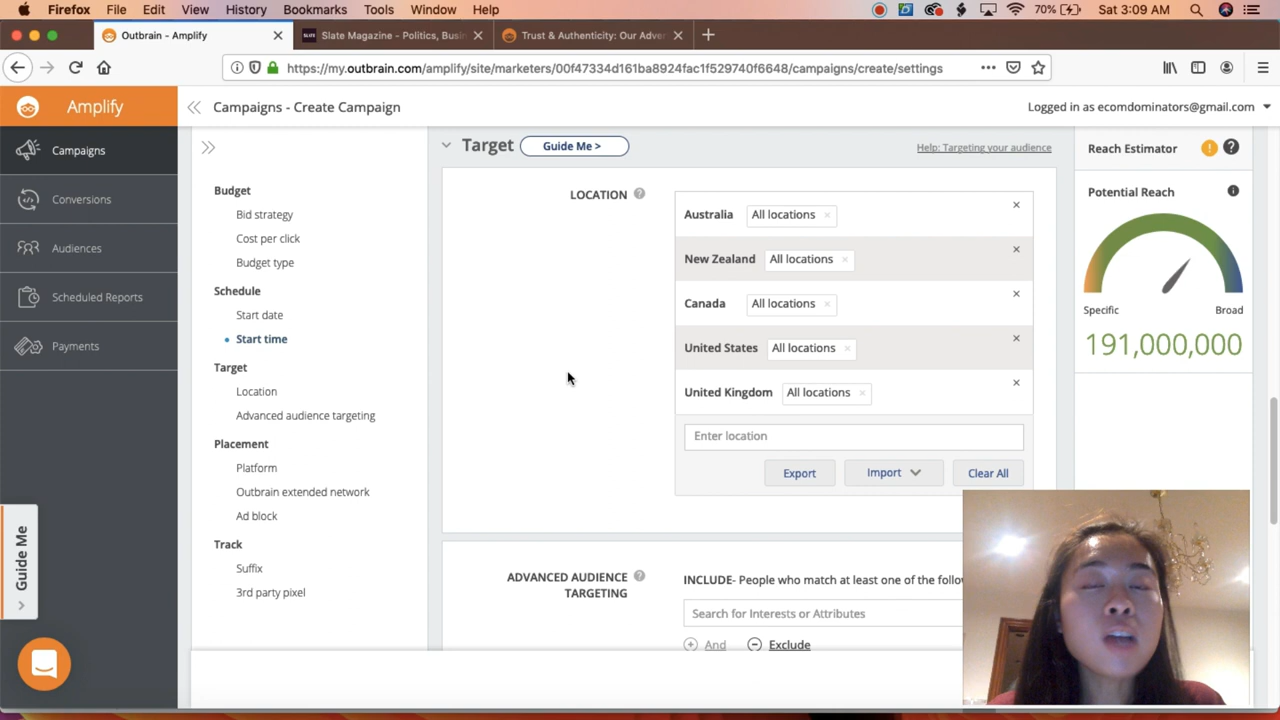 Firefox File Edit View History Bookmarks Tools Window Help 70% Sat 3:09 AM
Outbrain - Amplify
SLATE Slate Magazine - Politics, Busin
Trust & Authenticity: Our Adver
https://my.outbrain.com/amplify/site/marketers/00f47334d161ba8924fac1f529740f6648/campaigns/create/settings
Amplify
Campaigns - Create Campaign
Logged in as ecomdominators@gmail.com
Campaigns
Conversions
Audiences
Scheduled Reports
Payments
Guide Me >
Budget
Bid strategy
Cost per click
Budget type
Schedule
Start date
Start time
Target
Location
Advanced audience targeting
Placement
Platform
Outbrain extended network
Ad block
Track
Suffix
3rd party pixel
Target Guide Me >
Help: Targeting your audience
LOCATION ?
Australia All locations ×
New Zealand All locations ×
Canada All locations ×
United States All locations ×
United Kingdom All locations ×
Enter location
Export Import Clear All
ADVANCED AUDIENCE ?
TARGETING
INCLUDE- People who match at least one of the follow
Search for Interests or Attributes
And Exclude
Reach Estimator ! ?
Potential Reach i
Specific Broad
191,000,000